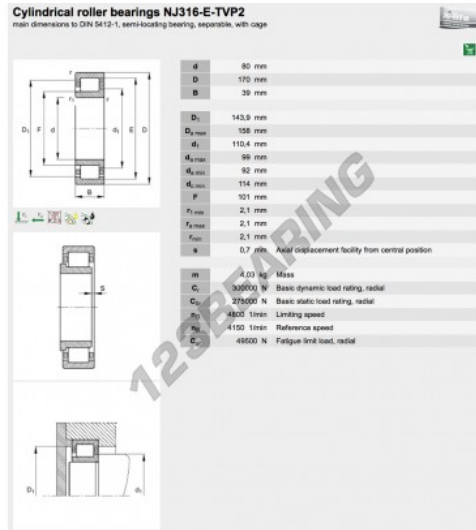 Cylindrical roller bearings NJ316-E-TVP2
main dimensions to DIN 5412-1, semi-locating bearing, separable, with cage
d 80 mm
D 170 mm
B 39 mm
D1 143,9 mm
Da max 158 mm
d1 110,4 mm
da max 99 mm
da min 92 mm
dc min 114 mm
F 101 mm
r1 min 2,1 mm
ra max 2,1 mm
rmin 2,1 mm
s 0,7 mm Axial displacement facility from central position
m 4,03 kg Mass
Cr 300000 N Basic dynamic load rating, radial
C0r 275000 N Basic static load rating, radial
nG 4800 1/min Limiting speed
nB 4150 1/min Reference speed
49500 N Fatigue limit load, radial
r
r1 r
D1 F d d1 E D
B
S
D1
123BEARING